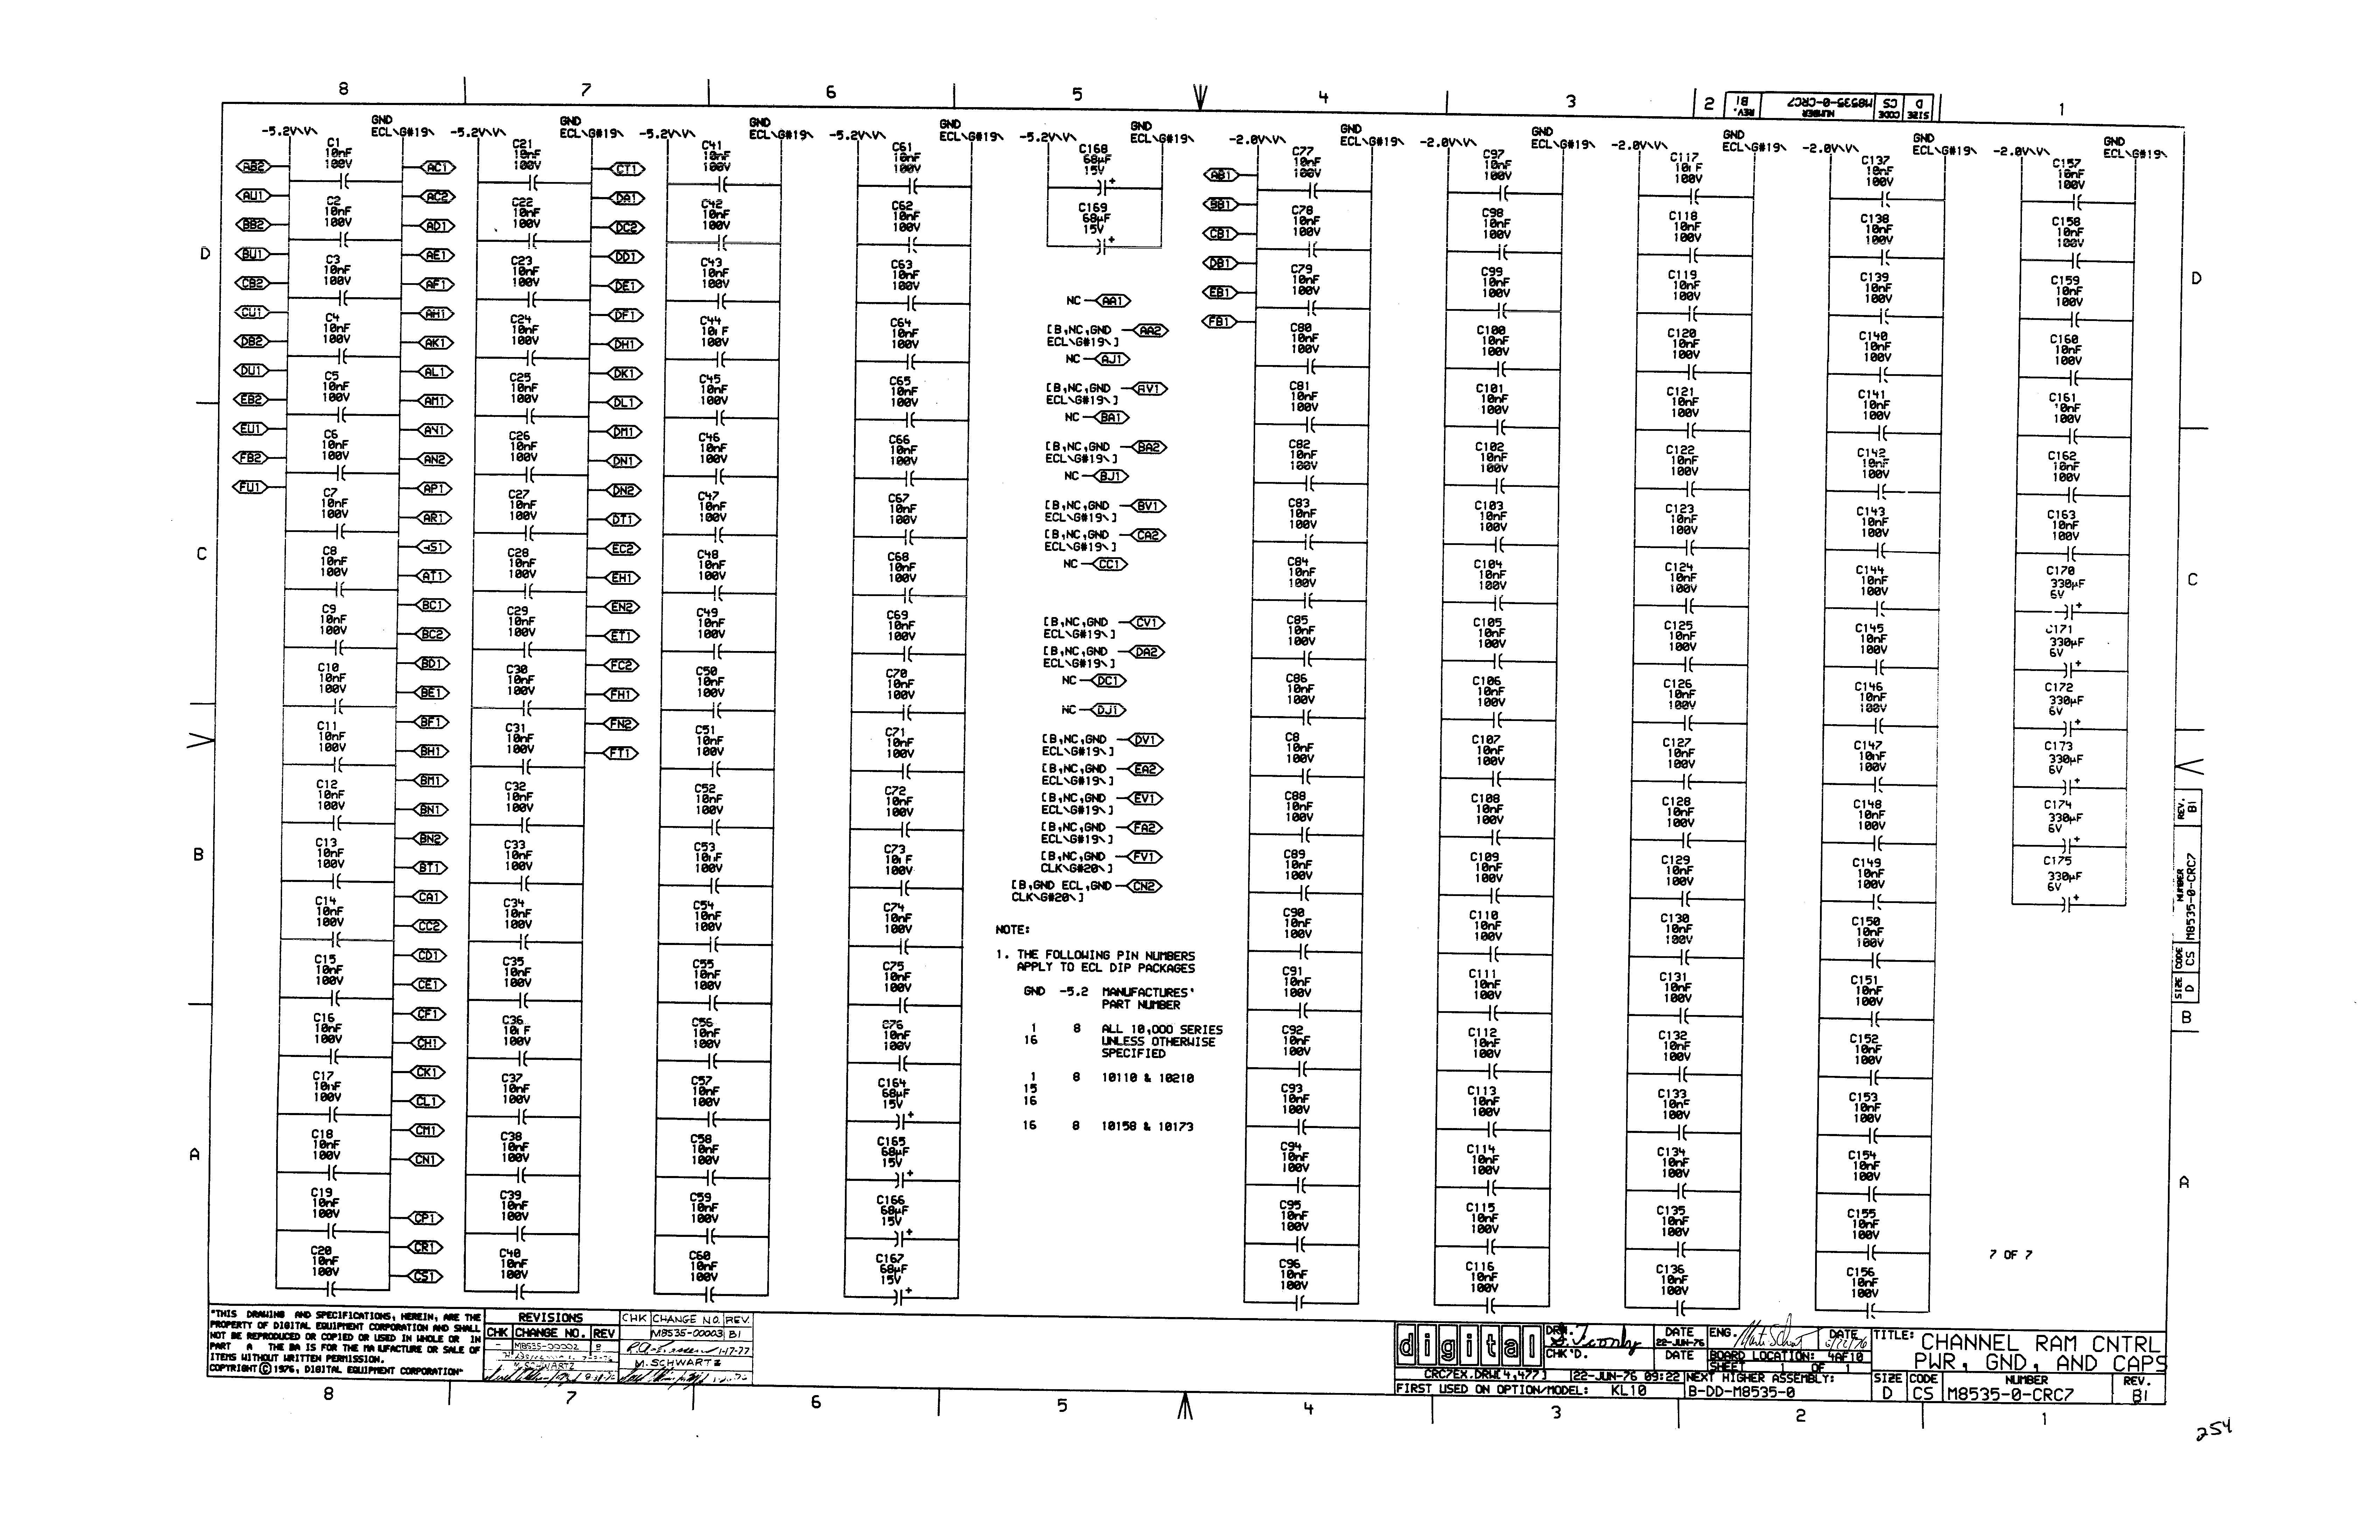 8
7
6
5
4
3
2
1
SIZE CODE NUMBER REV.
D CS M8535-0-CRC7 B1
D
C
B
A
-5.2V\V\
GND
ECL\G#19\
AB2
AU1
BB2
BU1
CB2
CU1
DB2
DU1
EB2
EU1
FB2
FU1
C1
10nF
100V
C2
10nF
100V
C3
10nF
100V
C4
10nF
100V
C5
10nF
100V
C6
10nF
100V
C7
10nF
100V
C8
10nF
100V
C9
10nF
100V
C10
10nF
100V
C11
10nF
100V
C12
10nF
100V
C13
10nF
100V
C14
10nF
100V
C15
10nF
100V
C16
10nF
100V
C17
10nF
100V
C18
10nF
100V
C19
10nF
100V
C20
10nF
100V
AC1
AC2
AD1
AE1
AF1
AH1
AK1
AL1
AM1
AN2
AP1
AR1
AT1
BC1
BC2
BD1
BE1
BF1
BH1
BM1
BN1
BN2
BT1
CA1
CC2
CD1
CE1
CF1
CH1
CK1
CL1
CM1
CN1
CP1
CR1
CS1
-5.2V\V\
GND
ECL\G#19\
C21
10nF
100V
C22
10nF
100V
C23
10nF
100V
C24
10nF
100V
C25
10nF
100V
C26
10nF
100V
C27
10nF
100V
C28
10nF
100V
C29
10nF
100V
C30
10nF
100V
C31
10nF
100V
C32
10nF
100V
C33
10nF
100V
C34
10nF
100V
C35
10nF
100V
C36
10 F
100V
C37
10nF
100V
C38
10nF
100V
C39
10nF
100V
C40
10nF
100V
CT1
DA1
DC2
DD1
DE1
DF1
DH1
DK1
DL1
DM1
DN1
DN2
DT1
EC2
EH1
EN2
ET1
FC2
FH1
FN2
FT1
-5.2V\V\
GND
ECL\G#19\
C41
10nF
100V
C42
10nF
100V
C43
10nF
100V
C44
10 F
100V
C45
10nF
100V
C46
10nF
100V
C47
10nF
100V
C48
10nF
100V
C49
10nF
100V
C50
10nF
100V
C51
10nF
100V
C52
10nF
100V
C53
10 F
100V
C54
10nF
100V
C55
10nF
100V
C56
10nF
100V
C57
10nF
100V
C58
10nF
100V
C59
10nF
100V
C60
10nF
100V
-5.2V\V\
GND
ECL\G#19\
C61
10nF
100V
C62
10nF
100V
C63
10nF
100V
C64
10nF
100V
C65
10nF
100V
C66
10nF
100V
C67
10nF
100V
C68
10nF
100V
C69
10nF
100V
C70
10nF
100V
C71
10nF
100V
C72
10nF
100V
C73
10 F
100V
C74
10nF
100V
C75
10nF
100V
C76
10nF
100V
C164
68µF
15V
+
C165
68µF
15V
+
C166
68µF
15V
+
C167
68µF
15V
+
-5.2V\V\
GND
ECL\G#19\
C168
68µF
15V
+
C169
68µF
15V
+
NC AA1
[B,NC,GND AA2
ECL\G#19\]
NC AJ1
[B,NC,GND AV1
ECL\G#19\]
NC BA1
[B,NC,GND BA2
ECL\G#19\]
NC BJ1
[B,NC,GND BV1
ECL\G#19\]
[B,NC,GND CA2
ECL\G#19\]
NC CC1
[B,NC,GND CV1
ECL\G#19\]
[B,NC,GND DA2
ECL\G#19\]
NC DC1
NC DJ1
[B,NC,GND DV1
ECL\G#19\]
[B,NC,GND EA2
ECL\G#19\]
[B,NC,GND EV1
ECL\G#19\]
[B,NC,GND FA2
ECL\G#19\]
[B,NC,GND FV1
CLK\G#20\]
[B,GND ECL,GND CN2
CLK\G#20\]
NOTE:
1. THE FOLLOWING PIN NUMBERS
APPLY TO ECL DIP PACKAGES
GND -5.2 MANUFACTURES'
PART NUMBER
1 8 ALL 10,000 SERIES
16 UNLESS OTHERWISE
SPECIFIED
1 8 10110 & 10210
15
16
16 8 10158 & 10173
-2.0V\V\
GND
ECL\G#19\
AB1
BB1
CB1
DB1
EB1
FB1
C77
10nF
100V
C78
10nF
100V
C79
10nF
100V
C80
10nF
100V
C81
10nF
100V
C82
10nF
100V
C83
10nF
100V
C84
10nF
100V
C85
10nF
100V
C86
10nF
100V
C8
10nF
100V
C88
10nF
100V
C89
10nF
100V
C90
10nF
100V
C91
10nF
100V
C92
10nF
100V
C93
10nF
100V
C94
10nF
100V
C95
10nF
100V
C96
10nF
100V
-2.0V\V\
GND
ECL\G#19\
C97
10nF
100V
C98
10nF
100V
C99
10nF
100V
C100
10nF
100V
C101
10nF
100V
C102
10nF
100V
C103
10nF
100V
C104
10nF
100V
C105
10nF
100V
C106
10nF
100V
C107
10nF
100V
C108
10nF
100V
C109
10nF
100V
C110
10nF
100V
C111
10nF
100V
C112
10nF
100V
C113
10nF
100V
C114
10nF
100V
C115
10nF
100V
C116
10nF
100V
-2.0V\V\
GND
ECL\G#19\
C117
10 F
100V
C118
10nF
100V
C119
10nF
100V
C120
10nF
100V
C121
10nF
100V
C122
10nF
100V
C123
10nF
100V
C124
10nF
100V
C125
10nF
100V
C126
10nF
100V
C127
10nF
100V
C128
10nF
100V
C129
10nF
100V
C130
10nF
100V
C131
10nF
100V
C132
10nF
100V
C133
10nF
100V
C134
10nF
100V
C135
10nF
100V
C136
10nF
100V
-2.0V\V\
GND
ECL\G#19\
C137
10nF
100V
C138
10nF
100V
C139
10nF
100V
C140
10nF
100V
C141
10nF
100V
C142
10nF
100V
C143
10nF
100V
C144
10nF
100V
C145
10nF
100V
C146
10nF
100V
C147
10nF
100V
C148
10nF
100V
C149
10nF
100V
C150
10nF
100V
C151
10nF
100V
C152
10nF
100V
C153
10nF
100V
C154
10nF
100V
C155
10nF
100V
C156
10nF
100V
-2.0V\V\
GND
ECL\G#19\
C157
10nF
100V
C158
10nF
100V
C159
10nF
100V
C160
10nF
100V
C161
10nF
100V
C162
10nF
100V
C163
10nF
100V
C170
330µF
6V
+
C171
330µF
6V
+
C172
330µF
6V
+
C173
330µF
6V
+
C174
330µF
6V
+
C175
330µF
6V
+
7 OF 7
D
C
B
A
SIZE CODE NUMBER REV.
D CS M8535-0-CRC7 B1
"THIS DRAWING AND SPECIFICATIONS, HEREIN, ARE THE
PROPERTY OF DIGITAL EQUIPMENT CORPORATION AND SHALL
NOT BE REPRODUCED OR COPIED OR USED IN WHOLE OR IN
PART A THE BA IS FOR THE MA UFACTURE OR SALE OF
ITEMS WITHOUT WRITTEN PERMISSION.
COPYRIGHT © 1976, DIGITAL EQUIPMENT CORPORATION"
REVISIONS
CHK CHANGE NO. REV
- M8535-00002 B
M. SCHWARTZ
CHK CHANGE NO. REV.
M8535-00003 B1
1-17-77
M. SCHWARTZ
digital
DRN.
CHK'D.
DATE
22-JUN-76
DATE
ENG.
DATE
BOARD LOCATION: 4AF10
SHEET 1 OF 1
CRC7EX.DRW[4,477]
22-JUN-76 09:22
NEXT HIGHER ASSEMBLY:
FIRST USED ON OPTION/MODEL: KL10
B-DD-M8535-0
TITLE: CHANNEL RAM CNTRL
PWR, GND, AND CAPS
SIZE CODE NUMBER REV.
D CS M8535-0-CRC7 B1
8
7
6
5
4
3
2
1
254